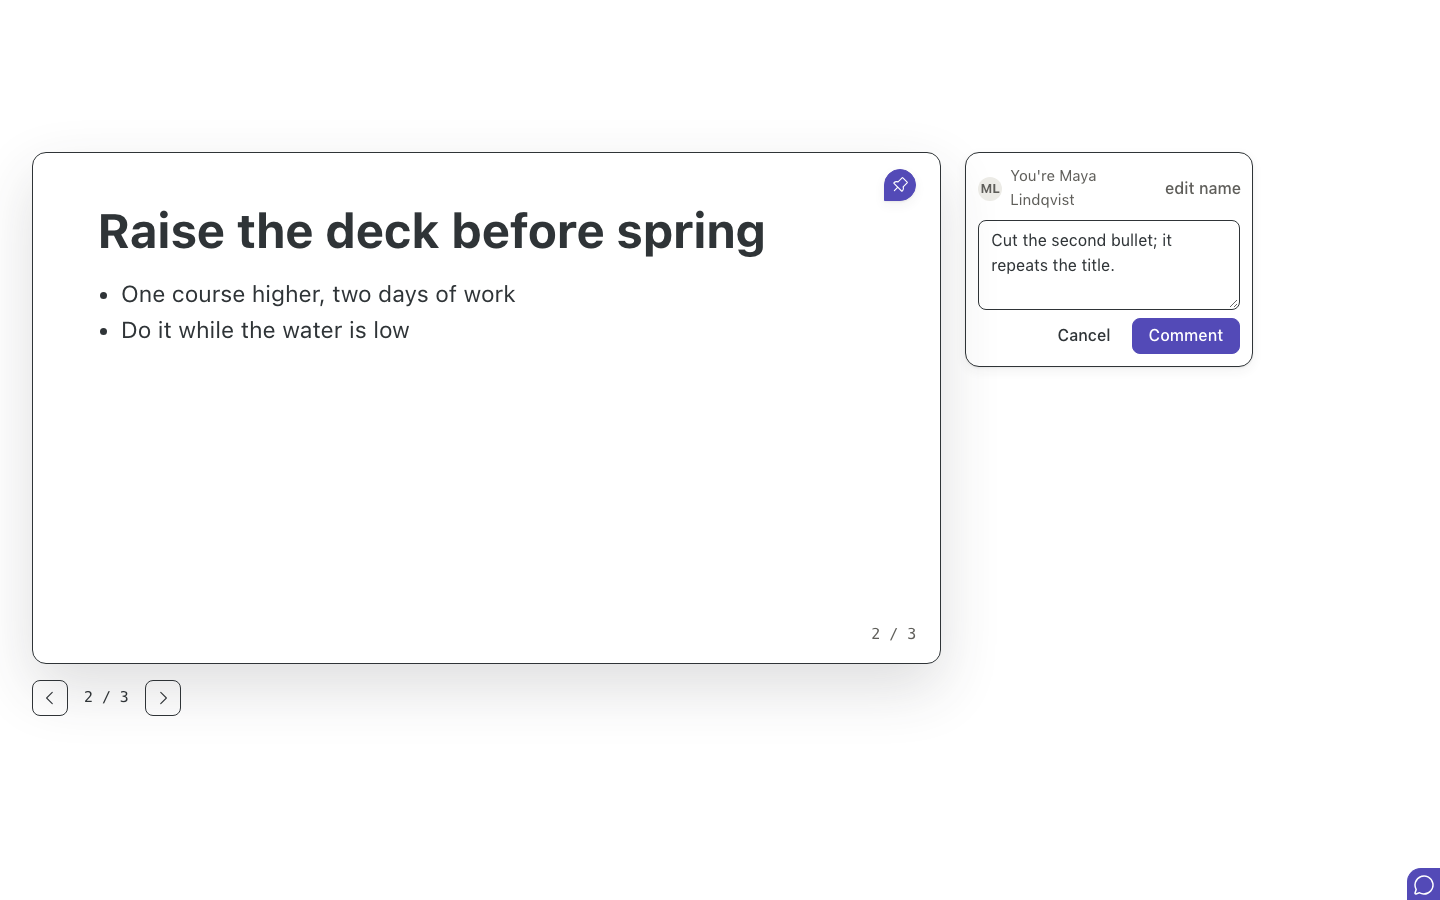 Raise the deck before spring
• One course higher, two days of work
• Do it while the water is low
2 / 3
2 / 3
ML
You're Maya
Lindqvist
edit name
Cut the second bullet; it
repeats the title.
Cancel
Comment